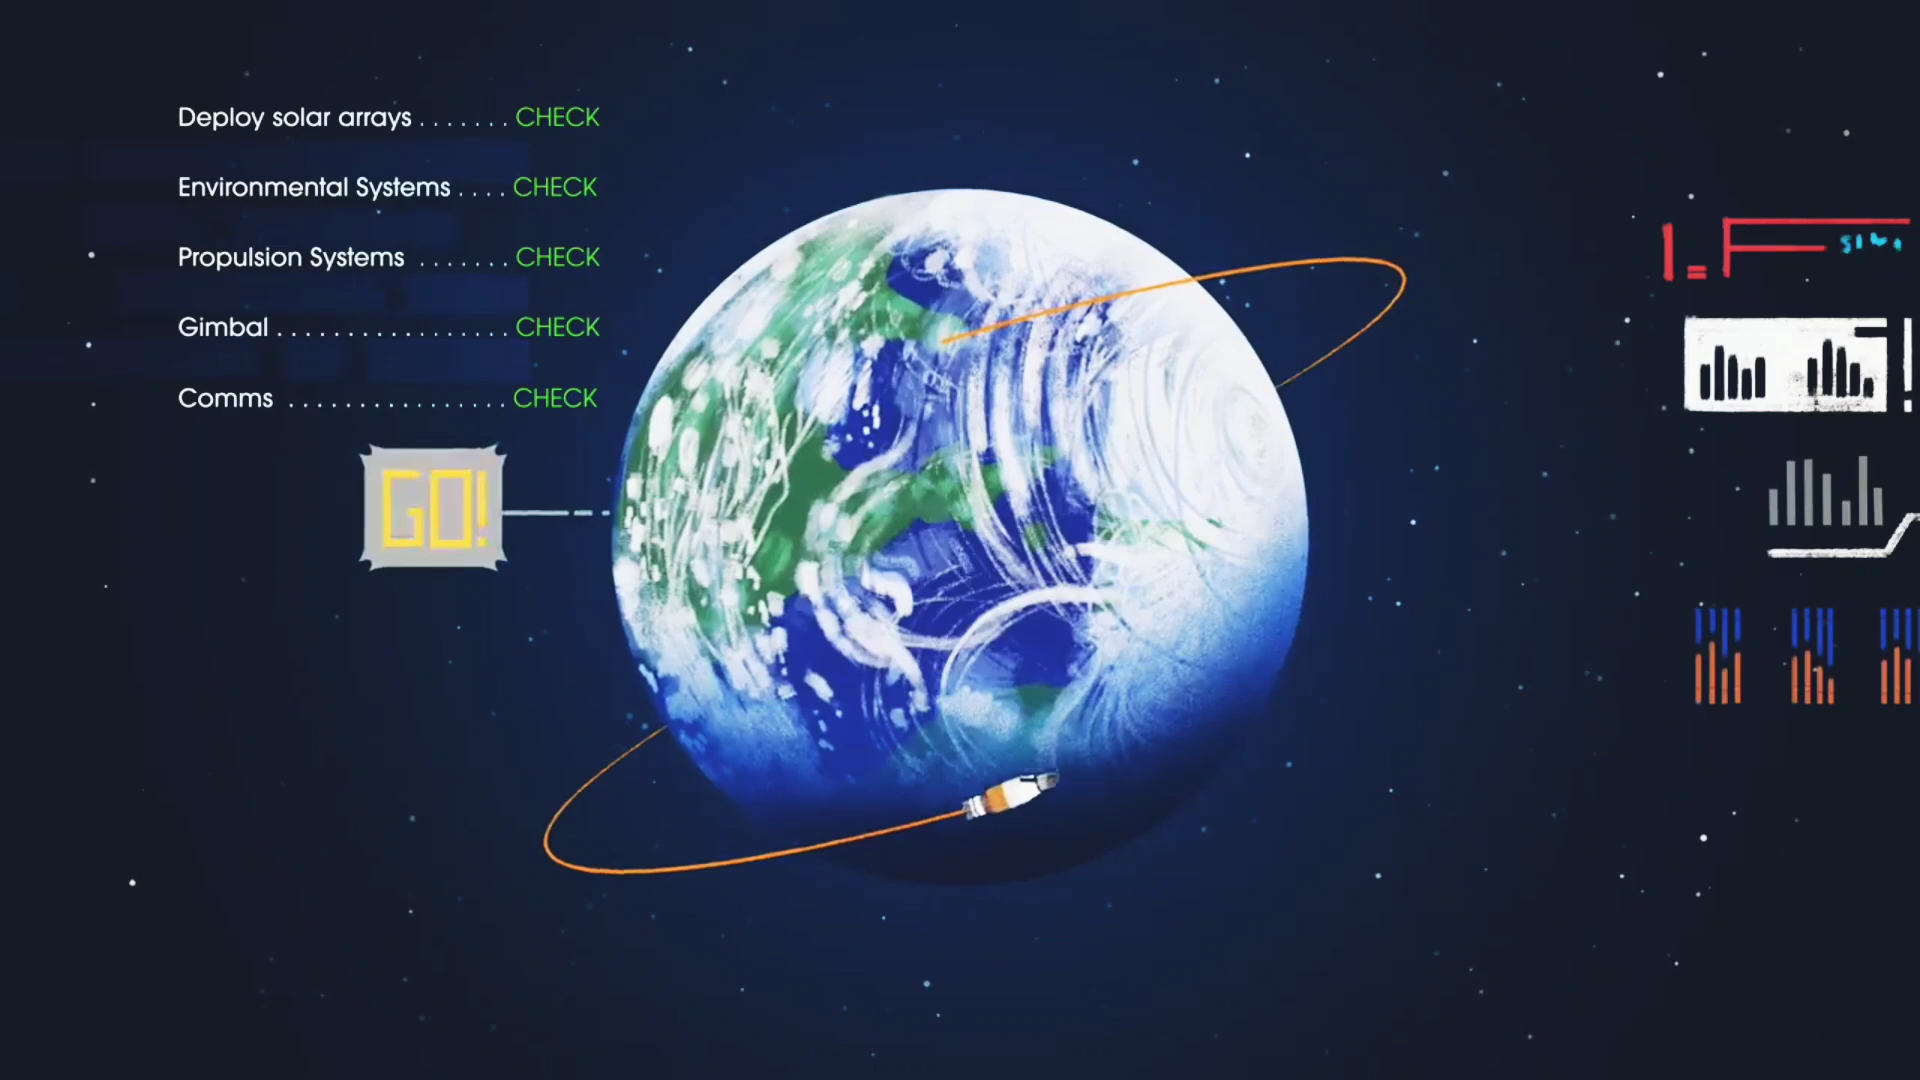 Deploy solar arrays . . . . . . . CHECK
Environmental Systems . . . . CHECK
Propulsion Systems . . . . . . . CHECK
Gimbal . . . . . . . . . . . . . . . . . CHECK
Comms . . . . . . . . . . . . . . . . CHECK
GO!